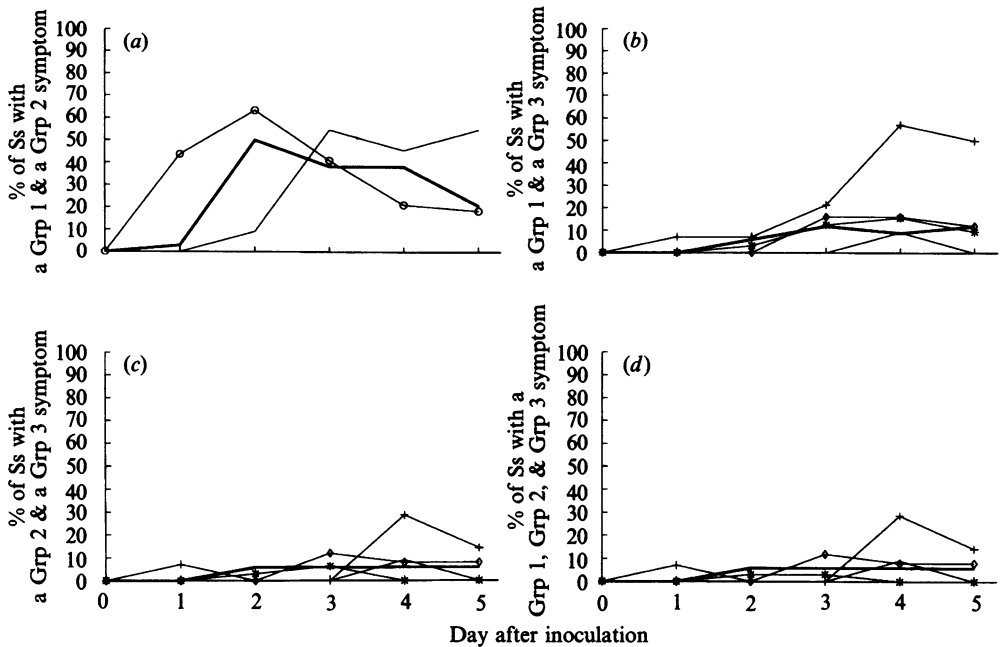 (a)
% of Ss with
a Grp 1 & a Grp 2 symptom
100
90
80
70
60
50
40
30
20
10
0
(b)
% of Ss with
a Grp 1 & a Grp 3 symptom
100
90
80
70
60
50
40
30
20
10
0
(c)
% of Ss with
a Grp 2 & a Grp 3 symptom
100
90
80
70
60
50
40
30
20
10
0
0 1 2 3 4 5
(d)
% of Ss with a
Grp 1, Grp 2, & Grp 3 symptom
100
90
80
70
60
50
40
30
20
10
0
0 1 2 3 4 5
Day after inoculation